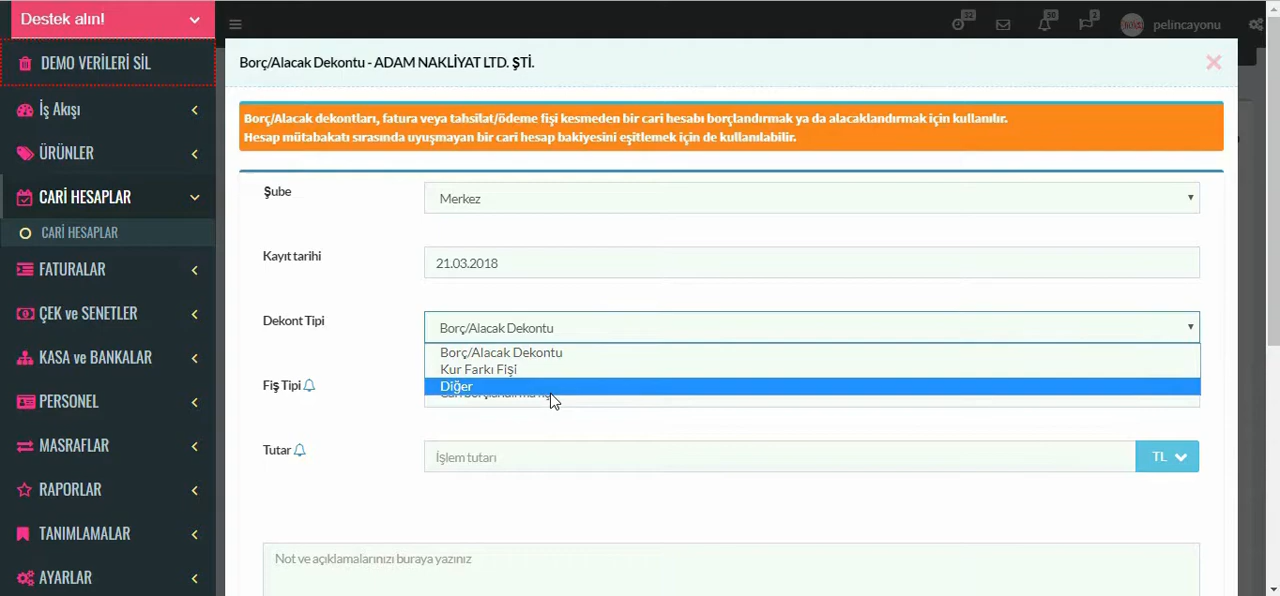 Destek alın!
32
50
2
pelincayonu
DEMO VERİLERİ SİL
İş Akışı
ÜRÜNLER
CARİ HESAPLAR
CARİ HESAPLAR
FATURALAR
ÇEK ve SENETLER
KASA ve BANKALAR
PERSONEL
MASRAFLAR
RAPORLAR
TANIMLAMALAR
AYARLAR
Borç/Alacak Dekontu - ADAM NAKLİYAT LTD. ŞTİ.
Borç/Alacak dekontları, fatura veya tahsilat/ödeme fişi kesmeden bir cari hesabı borçlandırmak ya da alacaklandırmak için kullanılır.
Hesap mütabakatı sırasında uyuşmayan bir cari hesap bakiyesini eşitlemek için de kullanılabilir.
Şube
Merkez
Kayıt tarihi
21.03.2018
Dekont Tipi
Borç/Alacak Dekontu
Borç/Alacak Dekontu
Kur Farkı Fişi
Diğer
Fiş Tipi
Tutar
İşlem tutarı
TL
Not ve açıklamalarınızı buraya yazınız